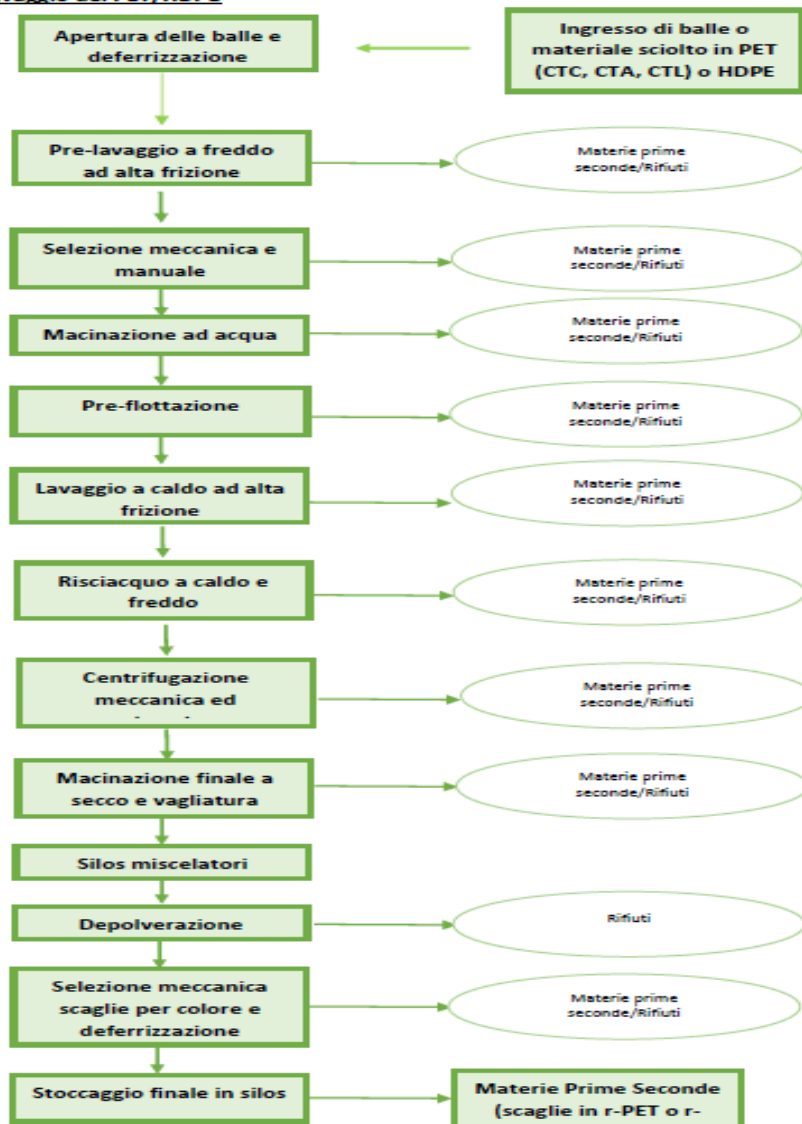 Apertura delle balle e
deferrizzazione
Ingresso di balle o
materiale sciolto in PET
(CTC, CTA, CTL) o HDPE
Pre-lavaggio a freddo
ad alta frizione
Materie prime
seconde/Rifiuti
Selezione meccanica e
manuale
Materie prime
seconde/Rifiuti
Macinazione ad acqua
Materie prime
seconde/Rifiuti
Pre-flottazione
Materie prime
seconde/Rifiuti
Lavaggio a caldo ad alta
frizione
Materie prime
seconde/Rifiuti
Risciacquo a caldo e
freddo
Materie prime
seconde/Rifiuti
Centrifugazione
meccanica ed
Materie prime
seconde/Rifiuti
Macinazione finale a
secco e vagliatura
Materie prime
seconde/Rifiuti
Silos miscelatori
Depolverazione
Rifiuti
Selezione meccanica
scaglie per colore e
deferrizzazione
Materie prime
seconde/Rifiuti
Stoccaggio finale in silos
Materie Prime Seconde
(scaglie in r-PET o r-